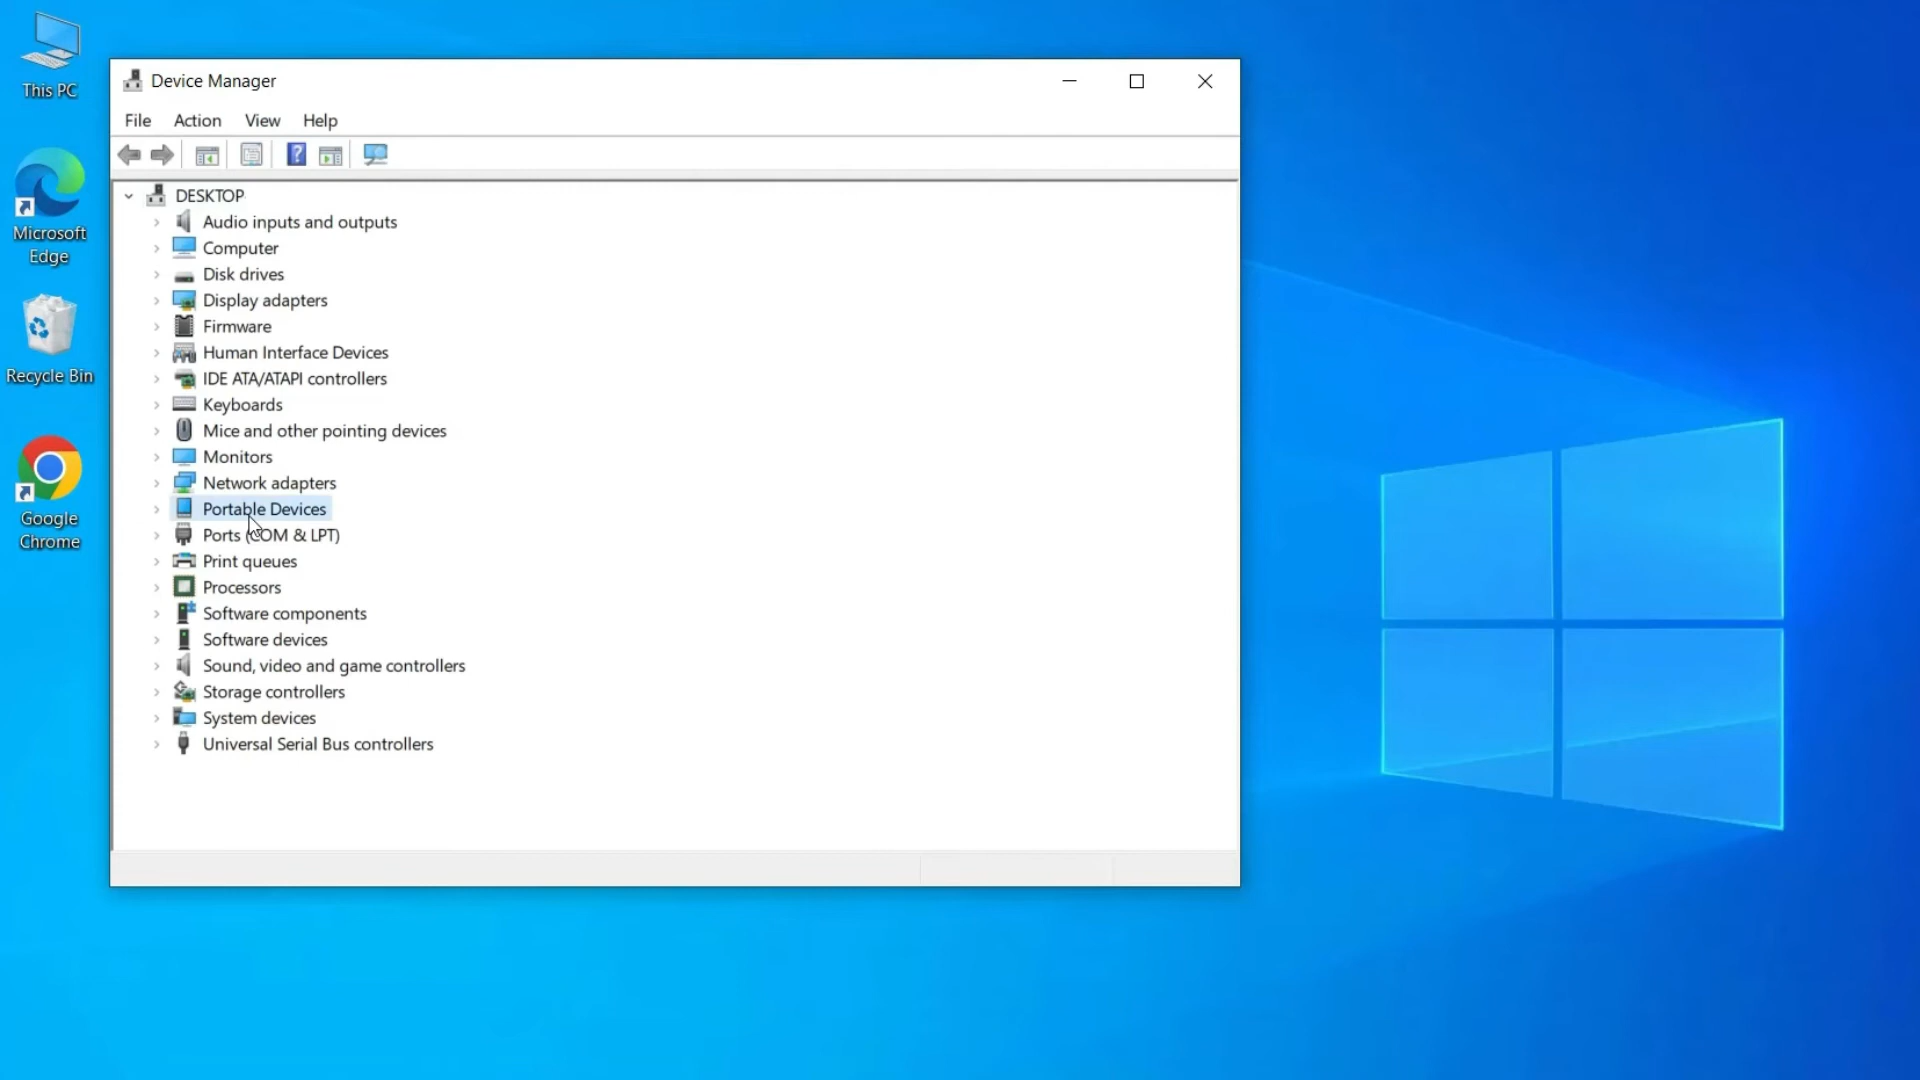 This PC
Microsoft
Edge
Recycle Bin
Google
Chrome
Device Manager
File Action View Help
?
DESKTOP
Audio inputs and outputs
Computer
Disk drives
Display adapters
Firmware
Human Interface Devices
IDE ATA/ATAPI controllers
Keyboards
Mice and other pointing devices
Monitors
Network adapters
Portable Devices
Ports (COM & LPT)
Print queues
Processors
Software components
Software devices
Sound, video and game controllers
Storage controllers
System devices
Universal Serial Bus controllers